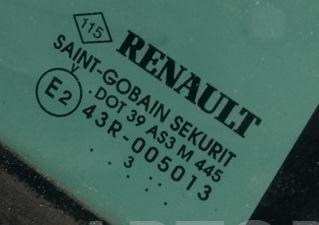 115
RENAULT
SAINT-GOBAIN SEKURIT
V
.DOT 39 AS3 M 445
E2
43R-005013
3